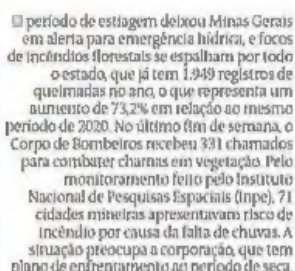 O período de estiagem deixou Minas Gerais
em alerta para emergência hídrica, e focos
de incêndios florestais se espalham por todo
o estado, que já tem 1.949 registros de
queimadas no ano, o que representa um
aumento de 73,2% em relação ao mesmo
período de 2020. No último fim de semana, o
Corpo de Bombeiros recebeu 331 chamados
para combater chamas em vegetação. Pelo
monitoramento feito pelo Instituto
Nacional de Pesquisas Espaciais (Inpe), 71
cidades mineiras apresentavam risco de
incêndio por causa da falta de chuvas. A
situação preocupa a corporação, que tem
plano de enfrentamento ao período de seca.